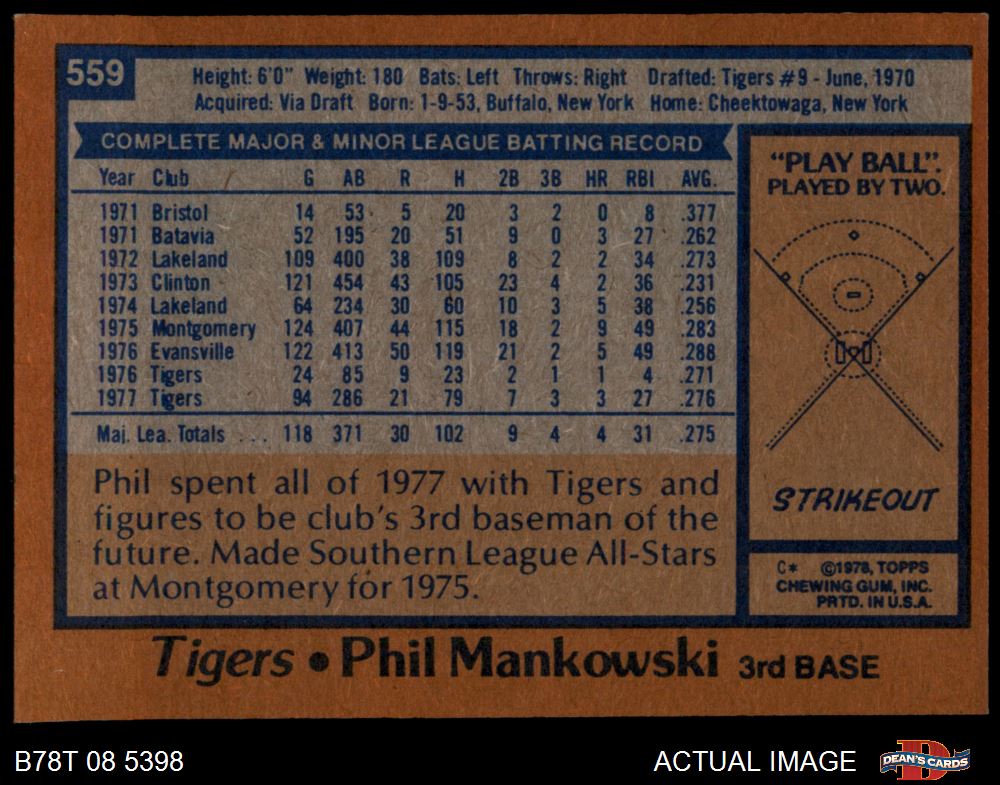 559
Height: 6'0" Weight: 180 Bats: Left Throws: Right Drafted: Tigers #9 - June, 1970
Acquired: Via Draft Born: 1-9-53, Buffalo, New York Home: Cheektowaga, New York
COMPLETE MAJOR & MINOR LEAGUE BATTING RECORD
Year Club G AB R H 2B 3B HR RBI AVG.
1971 Bristol 14 53 5 20 3 2 0 8 .377
1971 Batavia 52 195 20 51 9 0 3 27 .262
1972 Lakeland 109 400 38 109 8 2 2 34 .273
1973 Clinton 121 454 43 105 23 4 2 36 .231
1974 Lakeland 64 234 30 60 10 3 5 38 .256
1975 Montgomery 124 407 44 115 18 2 9 49 .283
1976 Evansville 122 413 50 119 21 2 5 49 .288
1976 Tigers 24 85 9 23 2 1 1 4 .271
1977 Tigers 94 286 21 79 7 3 3 27 .276
Maj. Lea. Totals ... 118 371 30 102 9 4 4 31 .275
Phil spent all of 1977 with Tigers and
figures to be club's 3rd baseman of the
future. Made Southern League All-Stars
at Montgomery for 1975.
"PLAY BALL".
PLAYED BY TWO.
STRIKEOUT
C* ©1978, TOPPS
CHEWING GUM, INC.
PRTD. IN U.S.A.
Tigers • Phil Mankowski 3rd BASE
B78T 08 5398
ACTUAL IMAGE
D
DEAN'S CARDS